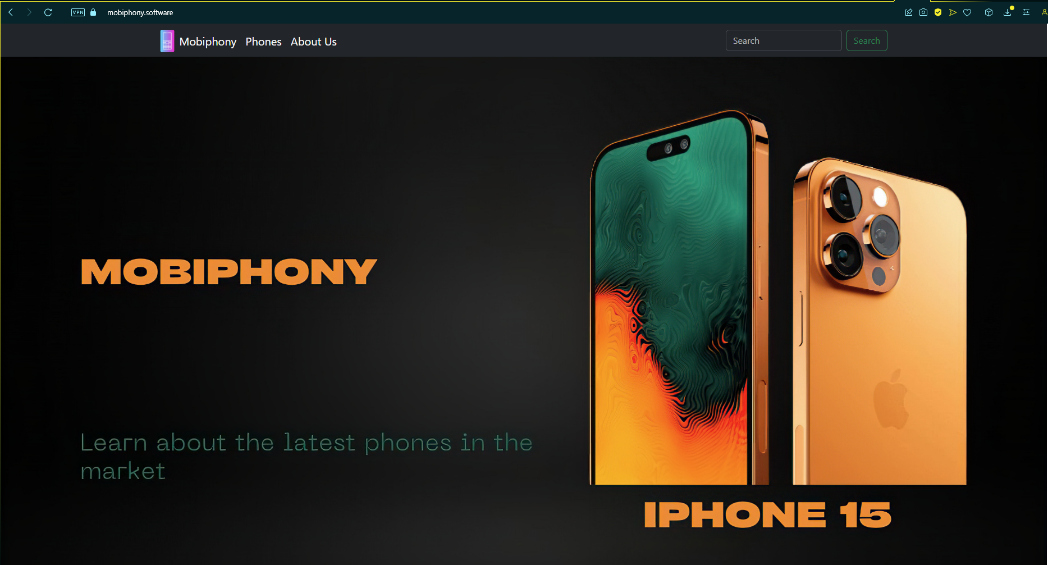 VPN mobiphony.software
Mobiphony Phones About Us Search Search
MOBIPHONY
Learn about the latest phones in the
market
IPHONE 15